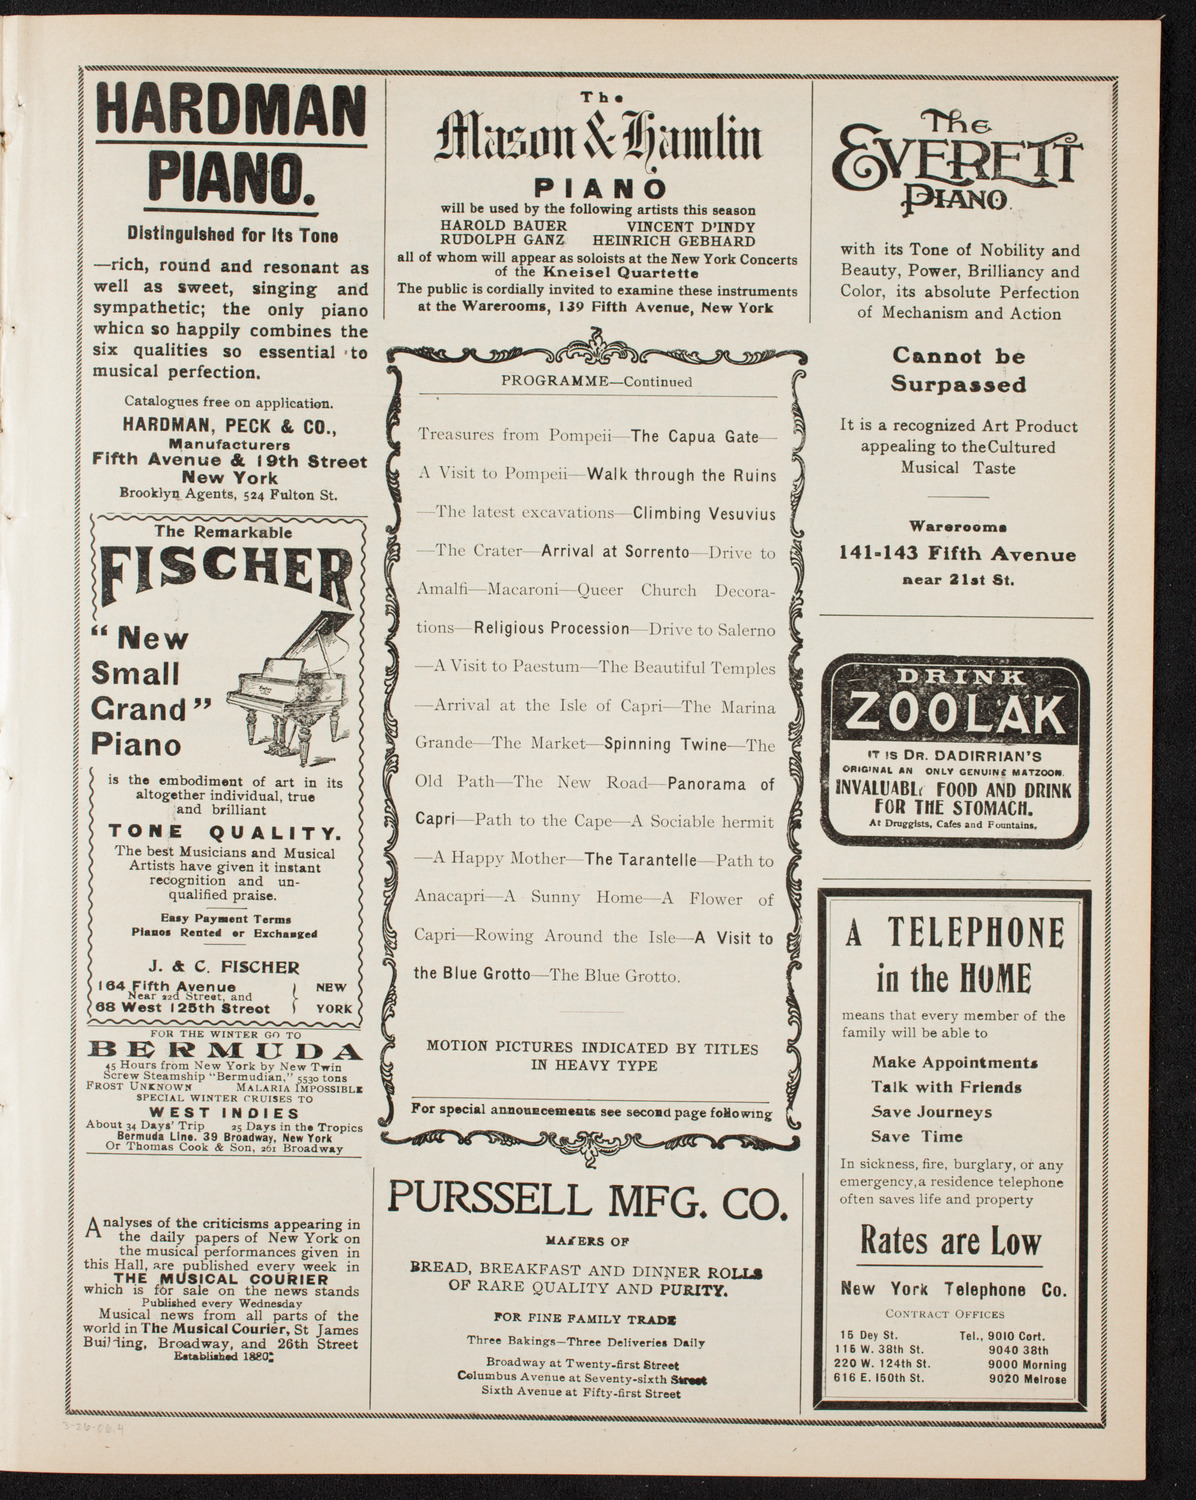 HARDMAN
PIANO.
Distinguished for Its Tone
—rich, round and resonant as
well as sweet, singing and
sympathetic; the only piano
which so happily combines the
six qualities so essential to
musical perfection.
Catalogues free on application.
HARDMAN, PECK & CO.,
Manufacturers
Fifth Avenue & 19th Street
New York
Brooklyn Agents, 524 Fulton St.
The Remarkable
FISCHER
"New
Small
Grand"
Piano
is the embodiment of art in its
altogether individual, true
and brilliant
TONE QUALITY.
The best Musicians and Musical
Artists have given it instant
recognition and un-
qualified praise.
Easy Payment Terms
Pianos Rented or Exchanged
J. & C. FISCHER
164 Fifth Avenue
Near 22d Street, and
68 West 125th Street
NEW
YORK
FOR THE WINTER GO TO
BERMUDA
45 Hours from New York by New Twin
Screw Steamship "Bermudian," 5530 tons
FROST UNKNOWN MALARIA IMPOSSIBLE
SPECIAL WINTER CRUISES TO
WEST INDIES
About 34 Days' Trip 25 Days in the Tropics
Bermuda Line. 39 Broadway, New York
Or Thomas Cook & Son, 261 Broadway
Analyses of the criticisms appearing in
the daily papers of New York on
the musical performances given in
this Hall, are published every week in
THE MUSICAL COURIER
which is for sale on the news stands
Published every Wednesday
Musical news from all parts of the
world in The Musical Courier, St James
Building, Broadway, and 26th Street
Established 1880
The
Mason & Hamlin
PIANO
will be used by the following artists this season
HAROLD BAUER VINCENT D'INDY
RUDOLPH GANZ HEINRICH GEBHARD
all of whom will appear as soloists at the New York Concerts
of the Kneisel Quartette
The public is cordially invited to examine these instruments
at the Warerooms, 139 Fifth Avenue, New York
PROGRAMME—Continued
Treasures from Pompeii—The Capua Gate—
A Visit to Pompeii—Walk through the Ruins
—The latest excavations—Climbing Vesuvius
—The Crater—Arrival at Sorrento—Drive to
Amalfi—Macaroni—Queer Church Decora-
tions—Religious Procession—Drive to Salerno
—A Visit to Paestum—The Beautiful Temples
—Arrival at the Isle of Capri—The Marina
Grande—The Market—Spinning Twine—The
Old Path—The New Road—Panorama of
Capri—Path to the Cape—A Sociable hermit
—A Happy Mother—The Tarantelle—Path to
Anacapri—A Sunny Home—A Flower of
Capri—Rowing Around the Isle—A Visit to
the Blue Grotto—The Blue Grotto.
MOTION PICTURES INDICATED BY TITLES
IN HEAVY TYPE
For special announcements see second page following
PURSSELL MFG. CO.
MAKERS OF
BREAD, BREAKFAST AND DINNER ROLLS
OF RARE QUALITY AND PURITY.
FOR FINE FAMILY TRADE
Three Bakings—Three Deliveries Daily
Broadway at Twenty-first Street
Columbus Avenue at Seventy-sixth Street
Sixth Avenue at Fifty-first Street
The
EVERETT
PIANO.
with its Tone of Nobility and
Beauty, Power, Brilliancy and
Color, its absolute Perfection
of Mechanism and Action
Cannot be
Surpassed
It is a recognized Art Product
appealing to theCultured
Musical Taste
Warerooms
141-143 Fifth Avenue
near 21st St.
DRINK
ZOOLAK
IT IS DR. DADIRRIAN'S
ORIGINAL AN ONLY GENUINE MATZOON.
INVALUABLE FOOD AND DRINK
FOR THE STOMACH.
At Druggists, Cafes and Fountains.
A TELEPHONE
in the HOME
means that every member of the
family will be able to
Make Appointments
Talk with Friends
Save Journeys
Save Time
In sickness, fire, burglary, or any
emergency,a residence telephone
often saves life and property
Rates are Low
New York Telephone Co.
CONTRACT OFFICES
15 Dey St. Tel., 9010 Cort.
115 W. 38th St. 9040 38th
220 W. 124th St. 9000 Morning
616 E. 150th St. 9020 Melrose
3-26-06.4